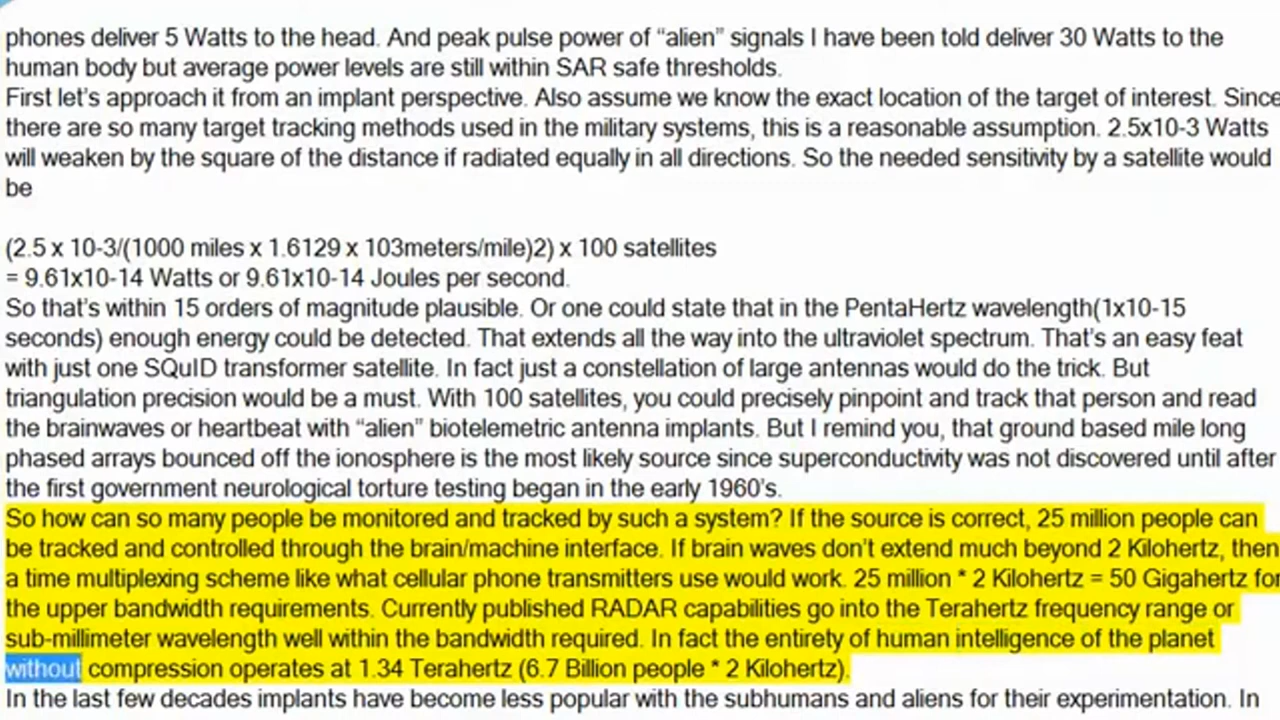 phones deliver 5 Watts to the head. And peak pulse power of “alien” signals I have been told deliver 30 Watts to the
human body but average power levels are still within SAR safe thresholds.
First let’s approach it from an implant perspective. Also assume we know the exact location of the target of interest. Since
there are so many target tracking methods used in the military systems, this is a reasonable assumption. 2.5x10-3 Watts
will weaken by the square of the distance if radiated equally in all directions. So the needed sensitivity by a satellite would
be
(2.5 x 10-3/(1000 miles x 1.6129 x 103meters/mile)2) x 100 satellites
= 9.61x10-14 Watts or 9.61x10-14 Joules per second.
So that’s within 15 orders of magnitude plausible. Or one could state that in the PentaHertz wavelength(1x10-15
seconds) enough energy could be detected. That extends all the way into the ultraviolet spectrum. That’s an easy feat
with just one SQuID transformer satellite. In fact just a constellation of large antennas would do the trick. But
triangulation precision would be a must. With 100 satellites, you could precisely pinpoint and track that person and read
the brainwaves or heartbeat with “alien” biotelemetric antenna implants. But I remind you, that ground based mile long
phased arrays bounced off the ionosphere is the most likely source since superconductivity was not discovered until after
the first government neurological torture testing began in the early 1960’s.
So how can so many people be monitored and tracked by such a system? If the source is correct, 25 million people can
be tracked and controlled through the brain/machine interface. If brain waves don’t extend much beyond 2 Kilohertz, then
a time multiplexing scheme like what cellular phone transmitters use would work. 25 million * 2 Kilohertz = 50 Gigahertz for
the upper bandwidth requirements. Currently published RADAR capabilities go into the Terahertz frequency range or
sub-millimeter wavelength well within the bandwidth required. In fact the entirety of human intelligence of the planet
without compression operates at 1.34 Terahertz (6.7 Billion people * 2 Kilohertz).
In the last few decades implants have become less popular with the subhumans and aliens for their experimentation. In